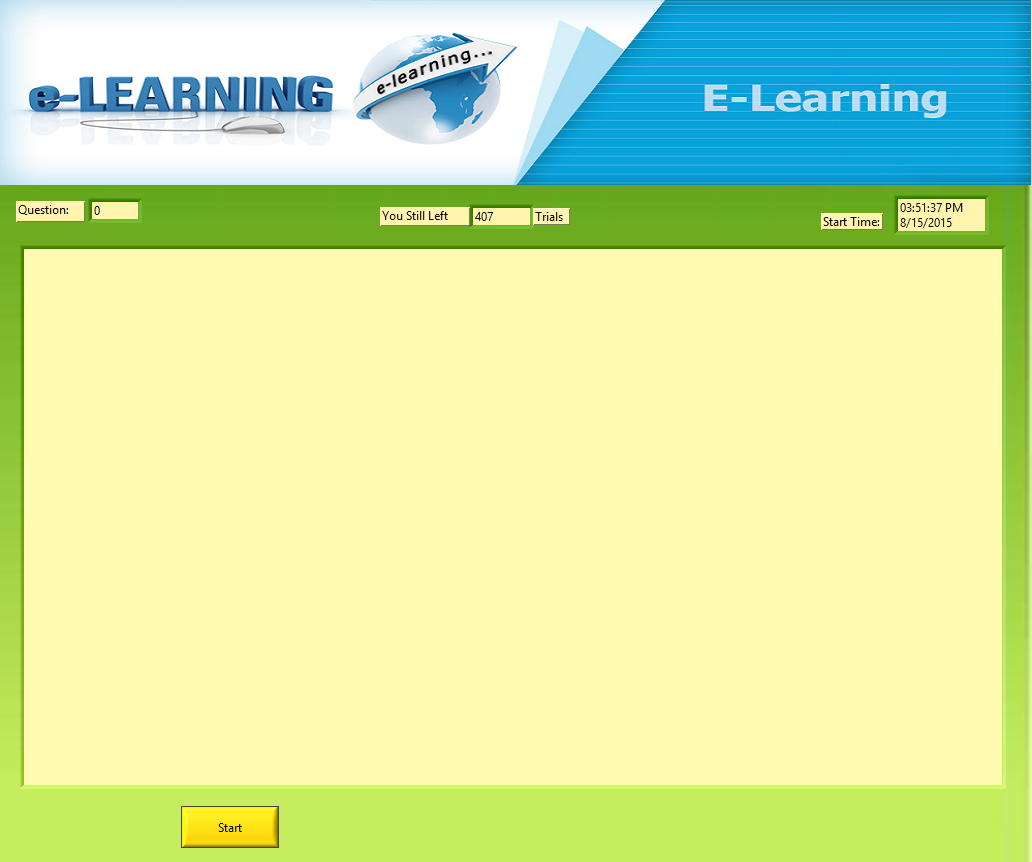 e-LEARNING
e-learning...
E-Learning
Question: 0
You Still Left 407 Trials
Start Time: 03:51:37 PM
8/15/2015
Start